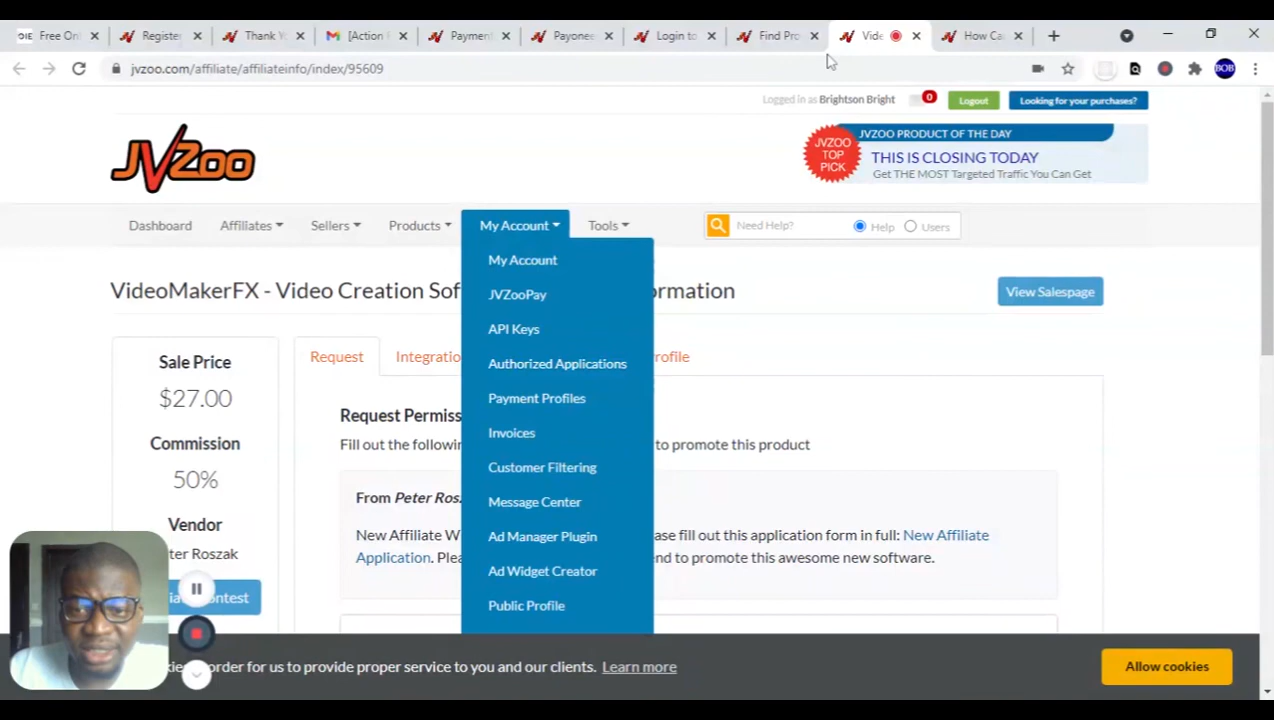 Free Onl
Register
Thank Y
[Action
Payment
Payonee
Login to
Find Pro
Vide
How Ca
jvzoo.com/affiliate/affiliateinfo/index/95609
BOB
Logged in as Brightson Bright
0
Logout
Looking for your purchases?
JVZoo
JVZOO TOP PICK
JVZOO PRODUCT OF THE DAY
THIS IS CLOSING TODAY
Get THE MOST Targeted Traffic You Can Get
Dashboard
Affiliates
Sellers
Products
My Account
Tools
Need Help?
Help
Users
My Account
JVZooPay
API Keys
Authorized Applications
Payment Profiles
Invoices
Customer Filtering
Message Center
Ad Manager Plugin
Ad Widget Creator
Public Profile
VideoMakerFX - Video Creation Sof
ormation
View Salespage
Sale Price
$27.00
Commission
50%
Vendor
ter Roszak
ontest
Request
Integratio
rofile
Request Permis
Fill out the followin
to promote this product
From Peter Ros
New Affiliate W
ase fill out this application form in full: New Affiliate
Application. Plea
end to promote this awesome new software.
order for us to provide proper service to you and our clients. Learn more
Allow cookies